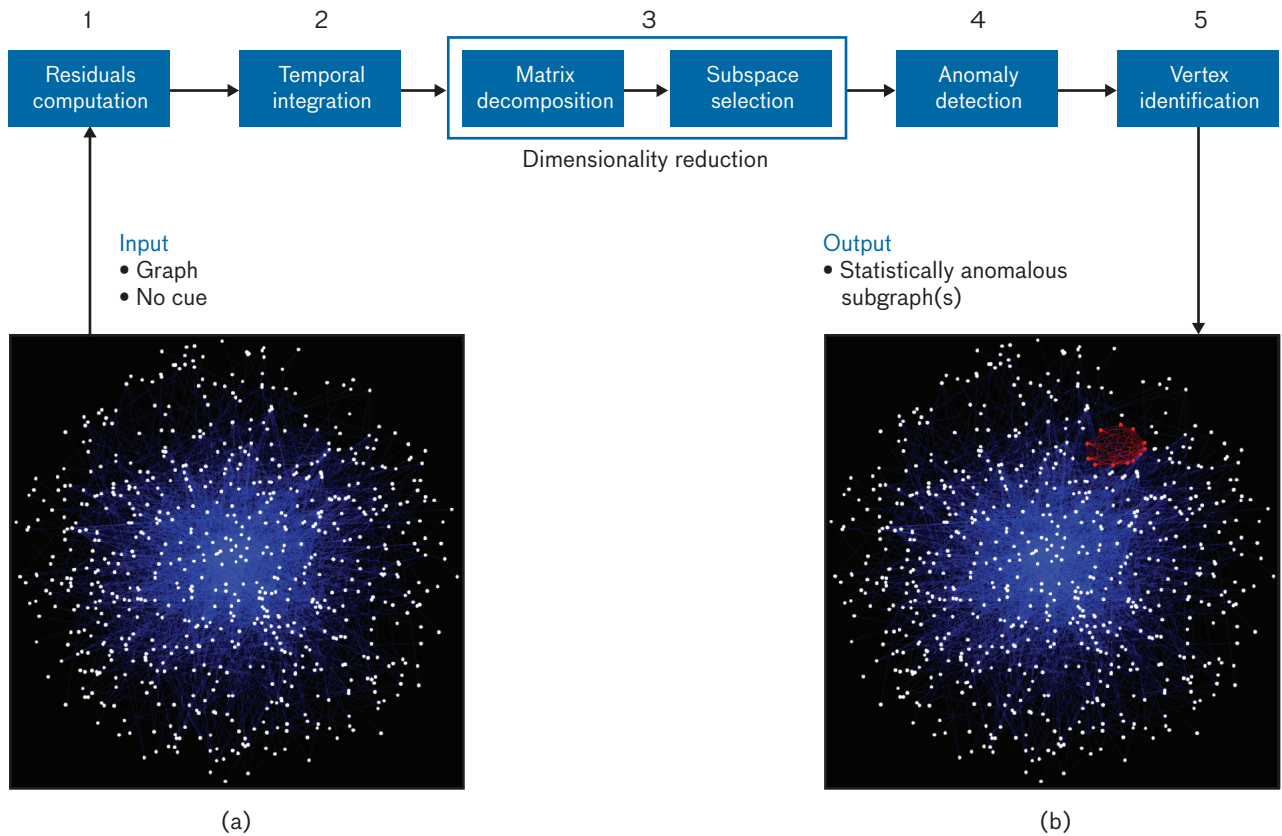 1
2
3
4
5
Residuals
computation
Temporal
integration
Matrix
decomposition
Subspace
selection
Anomaly
detection
Vertex
identification
Dimensionality reduction
Input
• Graph
• No cue
Output
• Statistically anomalous
subgraph(s)
(a)
(b)